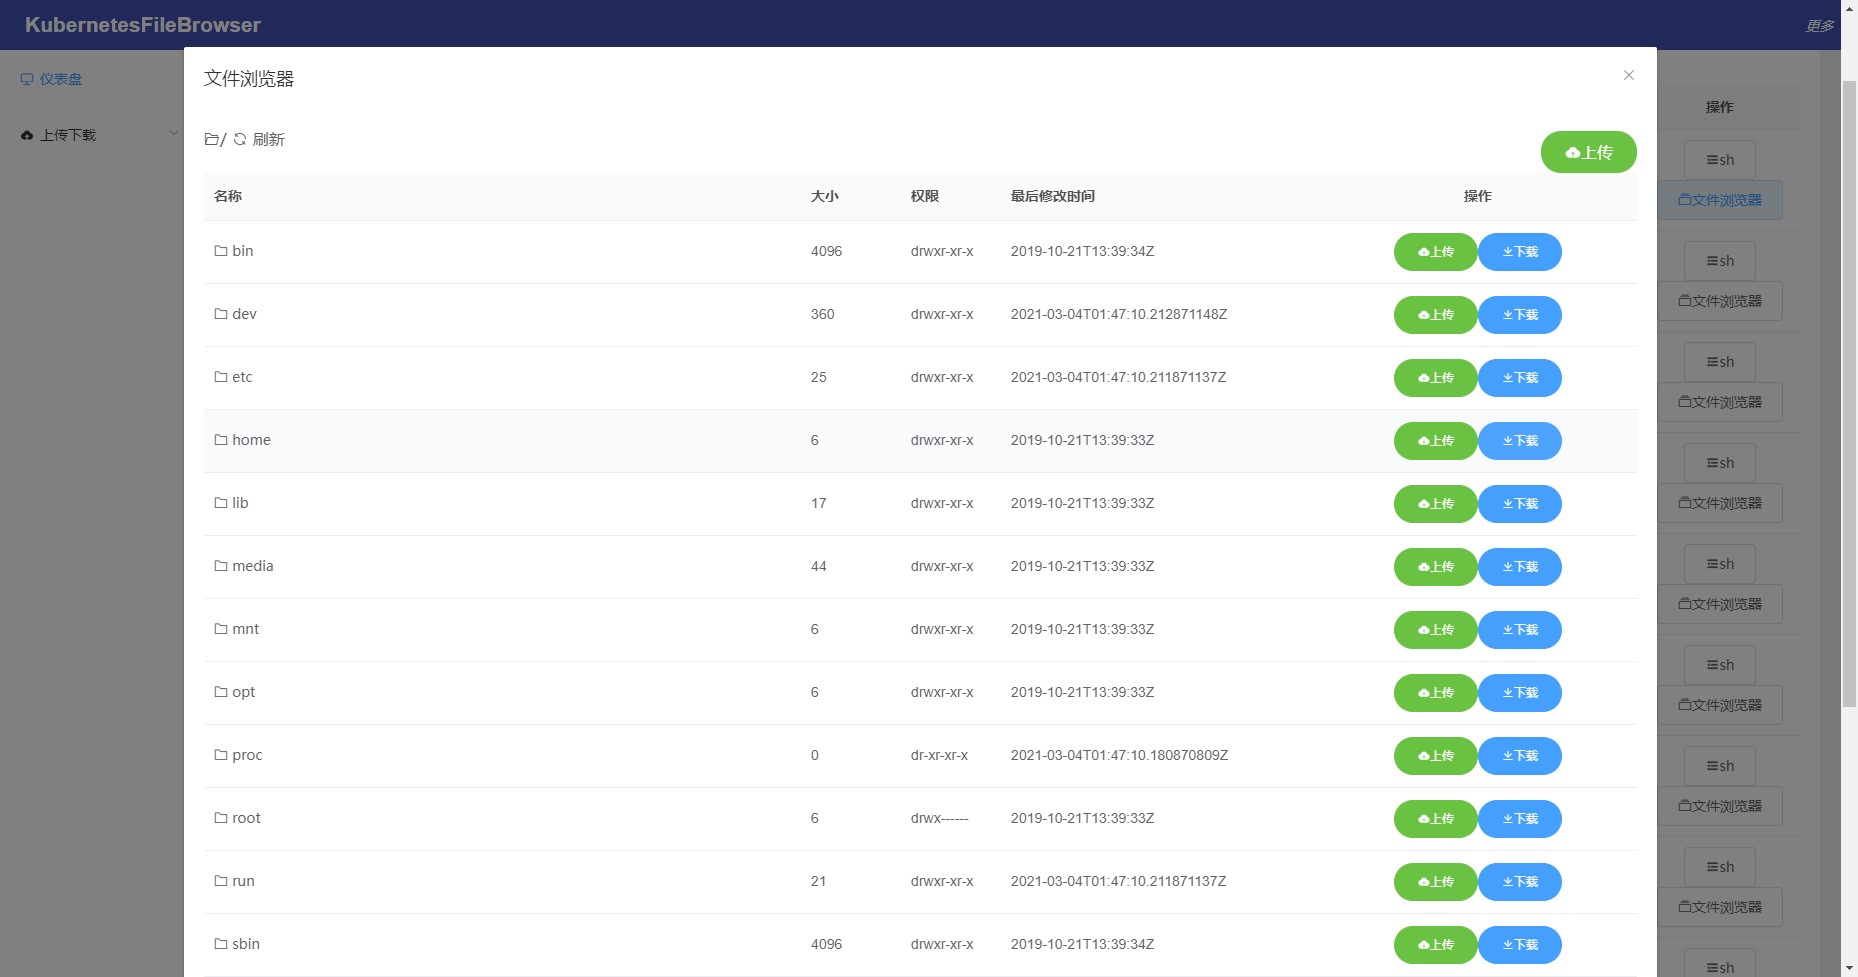 KubernetesFileBrowser
更多
仪表盘
上传下载
文件浏览器
/ 刷新
上传
名称 大小 权限 最后修改时间 操作
bin 4096 drwxr-xr-x 2019-10-21T13:39:34Z 上传 下载
dev 360 drwxr-xr-x 2021-03-04T01:47:10.212871148Z 上传 下载
etc 25 drwxr-xr-x 2021-03-04T01:47:10.211871137Z 上传 下载
home 6 drwxr-xr-x 2019-10-21T13:39:33Z 上传 下载
lib 17 drwxr-xr-x 2019-10-21T13:39:33Z 上传 下载
media 44 drwxr-xr-x 2019-10-21T13:39:33Z 上传 下载
mnt 6 drwxr-xr-x 2019-10-21T13:39:33Z 上传 下载
opt 6 drwxr-xr-x 2019-10-21T13:39:33Z 上传 下载
proc 0 dr-xr-xr-x 2021-03-04T01:47:10.180870809Z 上传 下载
root 6 drwx------ 2019-10-21T13:39:33Z 上传 下载
run 21 drwxr-xr-x 2021-03-04T01:47:10.211871137Z 上传 下载
sbin 4096 drwxr-xr-x 2019-10-21T13:39:34Z 上传 下载
操作
sh
文件浏览器
sh
文件浏览器
sh
文件浏览器
sh
文件浏览器
sh
文件浏览器
sh
文件浏览器
sh
文件浏览器
sh
文件浏览器
sh